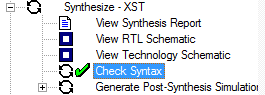 Synthesize - XST
View Synthesis Report
View RTL Schematic
View Technology Schematic
Check Syntax
Generate Post-Synthesis Simulation